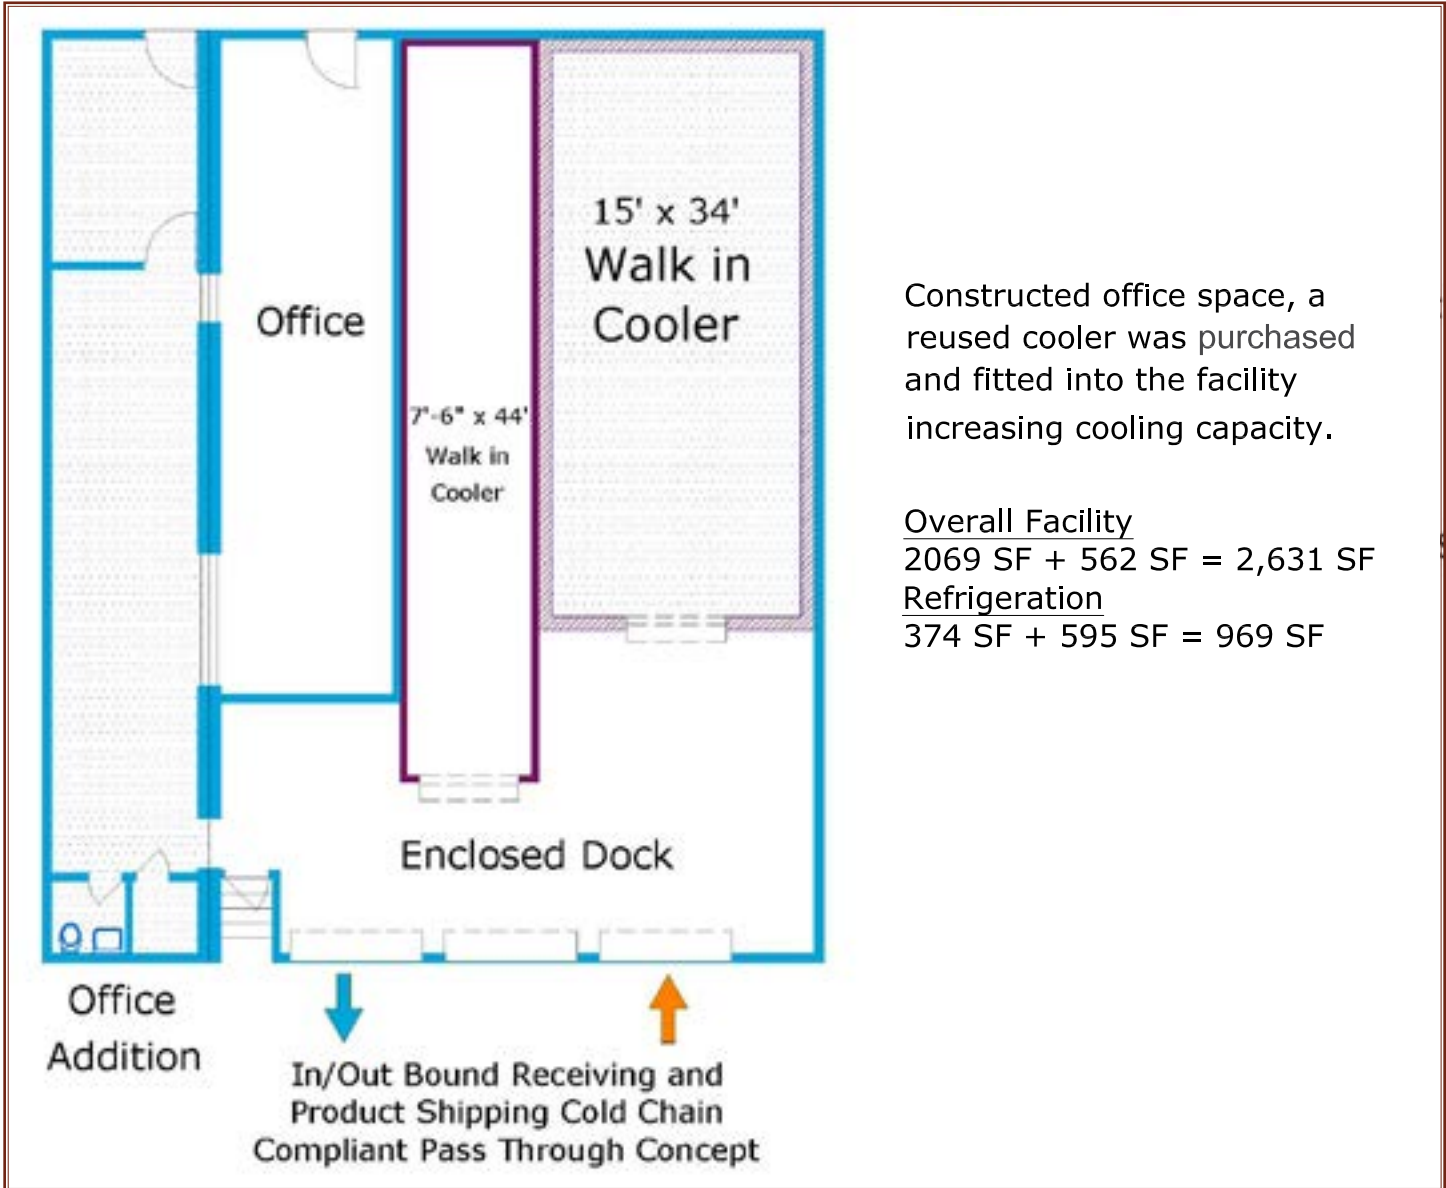 15' x 34'
Walk in
Cooler
Office
7'-6" x 44'
Walk in
Cooler
Enclosed Dock
Office
Addition
In/Out Bound Receiving and
Product Shipping Cold Chain
Compliant Pass Through Concept
Constructed office space, a
reused cooler was purchased
and fitted into the facility
increasing cooling capacity.
Overall Facility
2069 SF + 562 SF = 2,631 SF
Refrigeration
374 SF + 595 SF = 969 SF